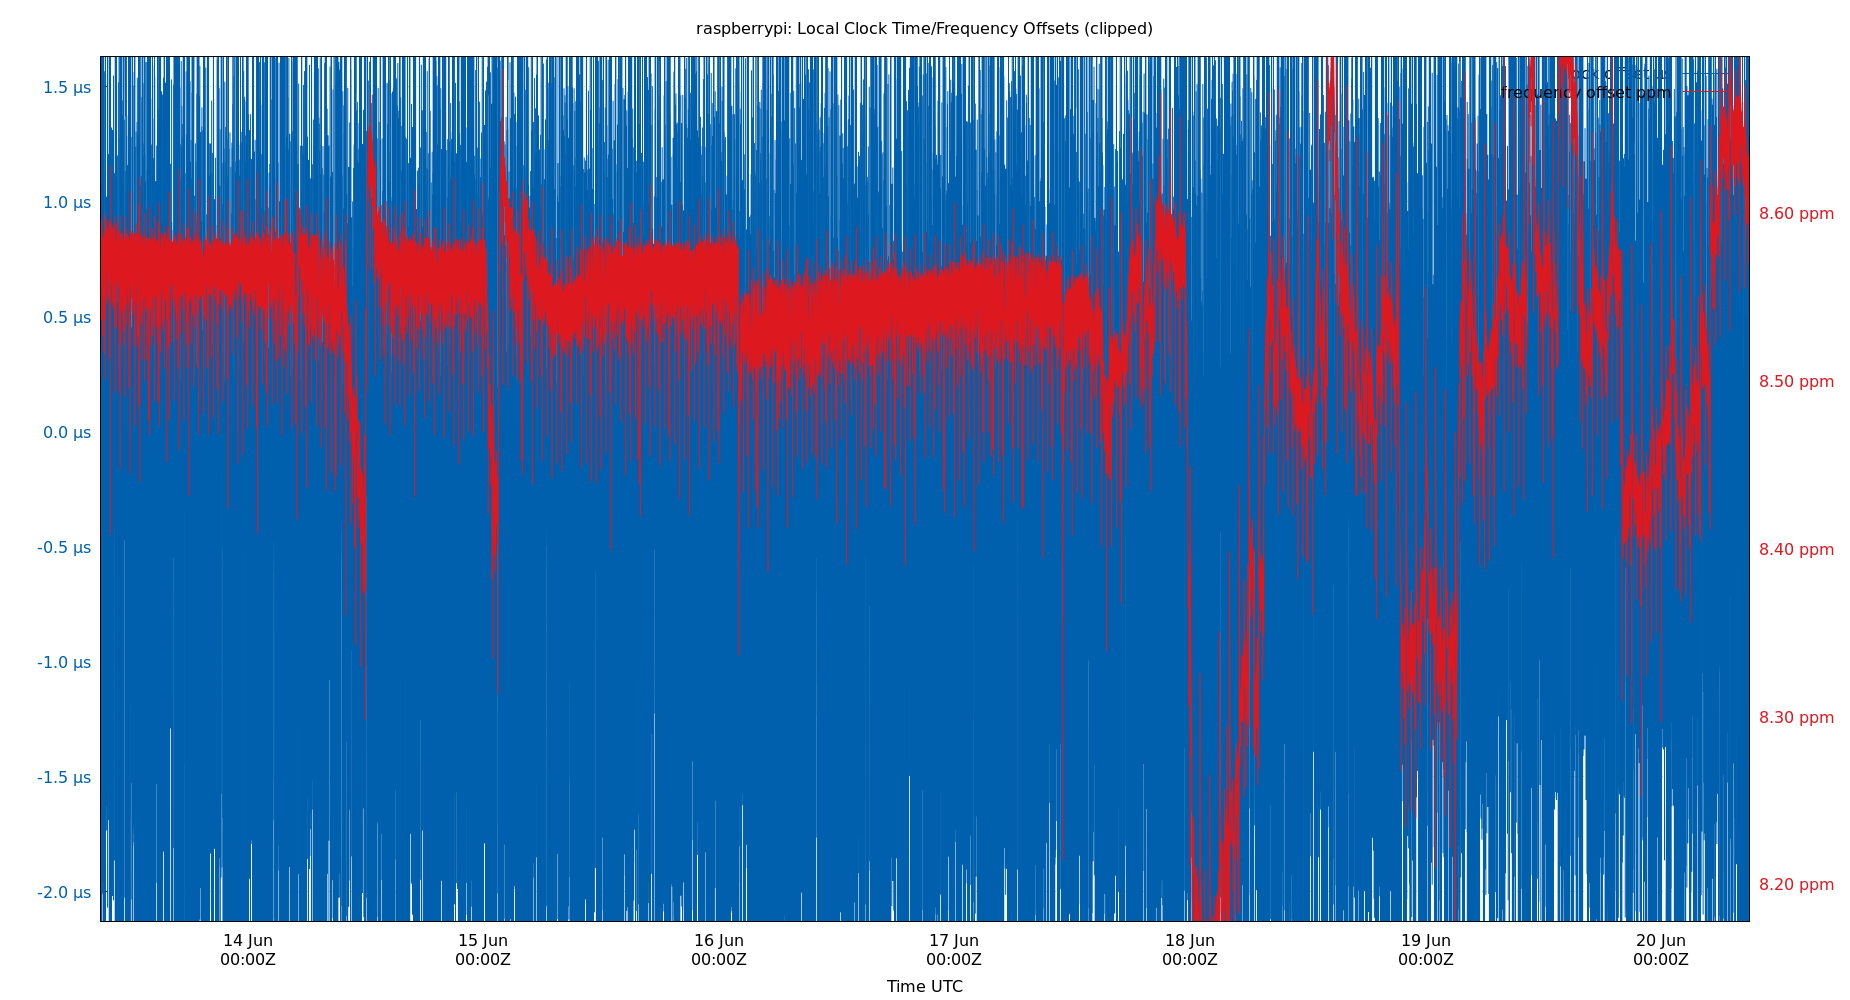 raspberrypi: Local Clock Time/Frequency Offsets (clipped)
frequency offset ppm
1.5 µs
1.0 µs
0.5 µs
0.0 µs
-0.5 µs
-1.0 µs
-1.5 µs
-2.0 µs
8.60 ppm
8.50 ppm
8.40 ppm
8.30 ppm
8.20 ppm
14 Jun
00:00Z
15 Jun
00:00Z
16 Jun
00:00Z
17 Jun
00:00Z
18 Jun
00:00Z
19 Jun
00:00Z
20 Jun
00:00Z
Time UTC